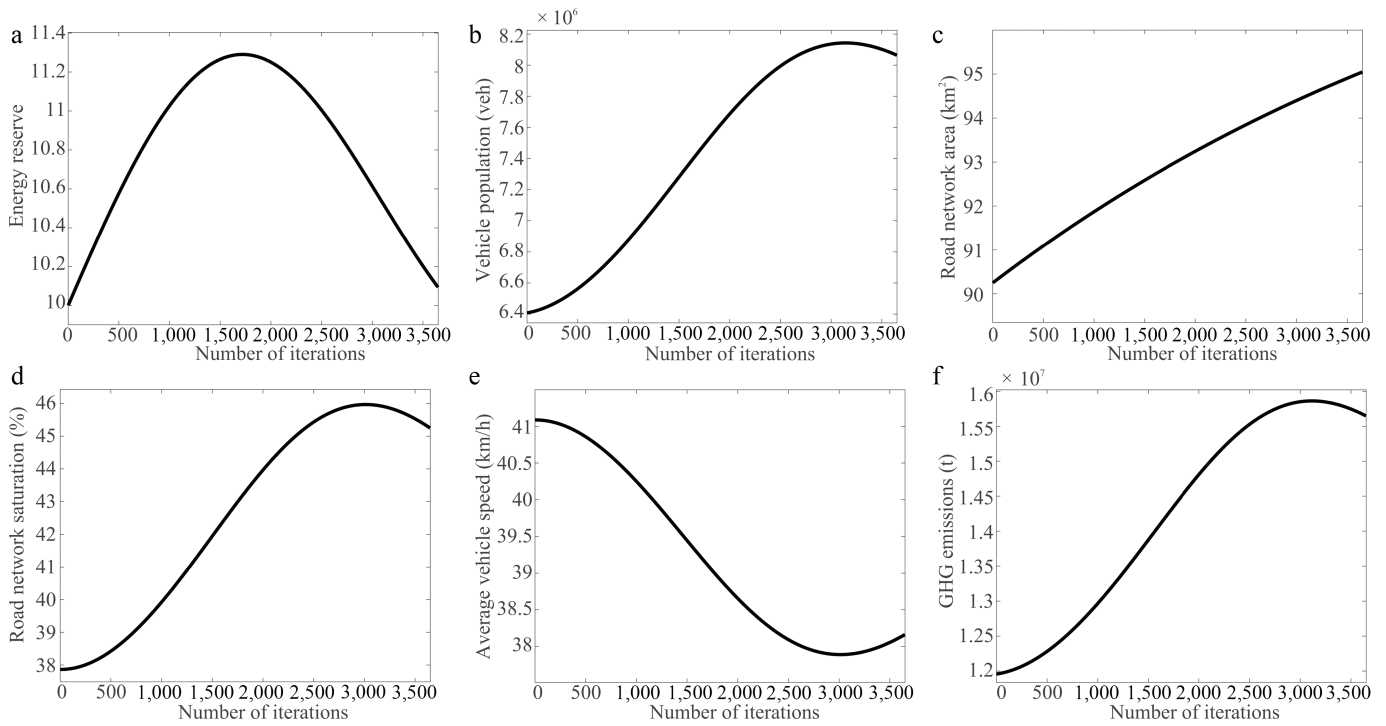 a
11.4
11.2
11
10.8
10.6
10.4
10.2
10
Energy reserve
0 500 1,000 1,500 2,000 2,500 3,000 3,500
Number of iterations
b
× 10⁶
8.2
8
7.8
7.6
7.4
7.2
7
6.8
6.6
6.4
Vehicle population (veh)
0 500 1,000 1,500 2,000 2,500 3,000 3,500
Number of iterations
c
95
94
93
92
91
90
Road network area (km²)
0 500 1,000 1,500 2,000 2,500 3,000 3,500
Number of iterations
d
46
45
44
43
42
41
40
39
38
Road network saturation (%)
0 500 1,000 1,500 2,000 2,500 3,000 3,500
Number of iterations
e
41
40.5
40
39.5
39
38.5
38
Average vehicle speed (km/h)
0 500 1,000 1,500 2,000 2,500 3,000 3,500
Number of iterations
f
× 10⁷
1.6
1.55
1.5
1.45
1.4
1.35
1.3
1.25
1.2
GHG emissions (t)
0 500 1,000 1,500 2,000 2,500 3,000 3,500
Number of iterations